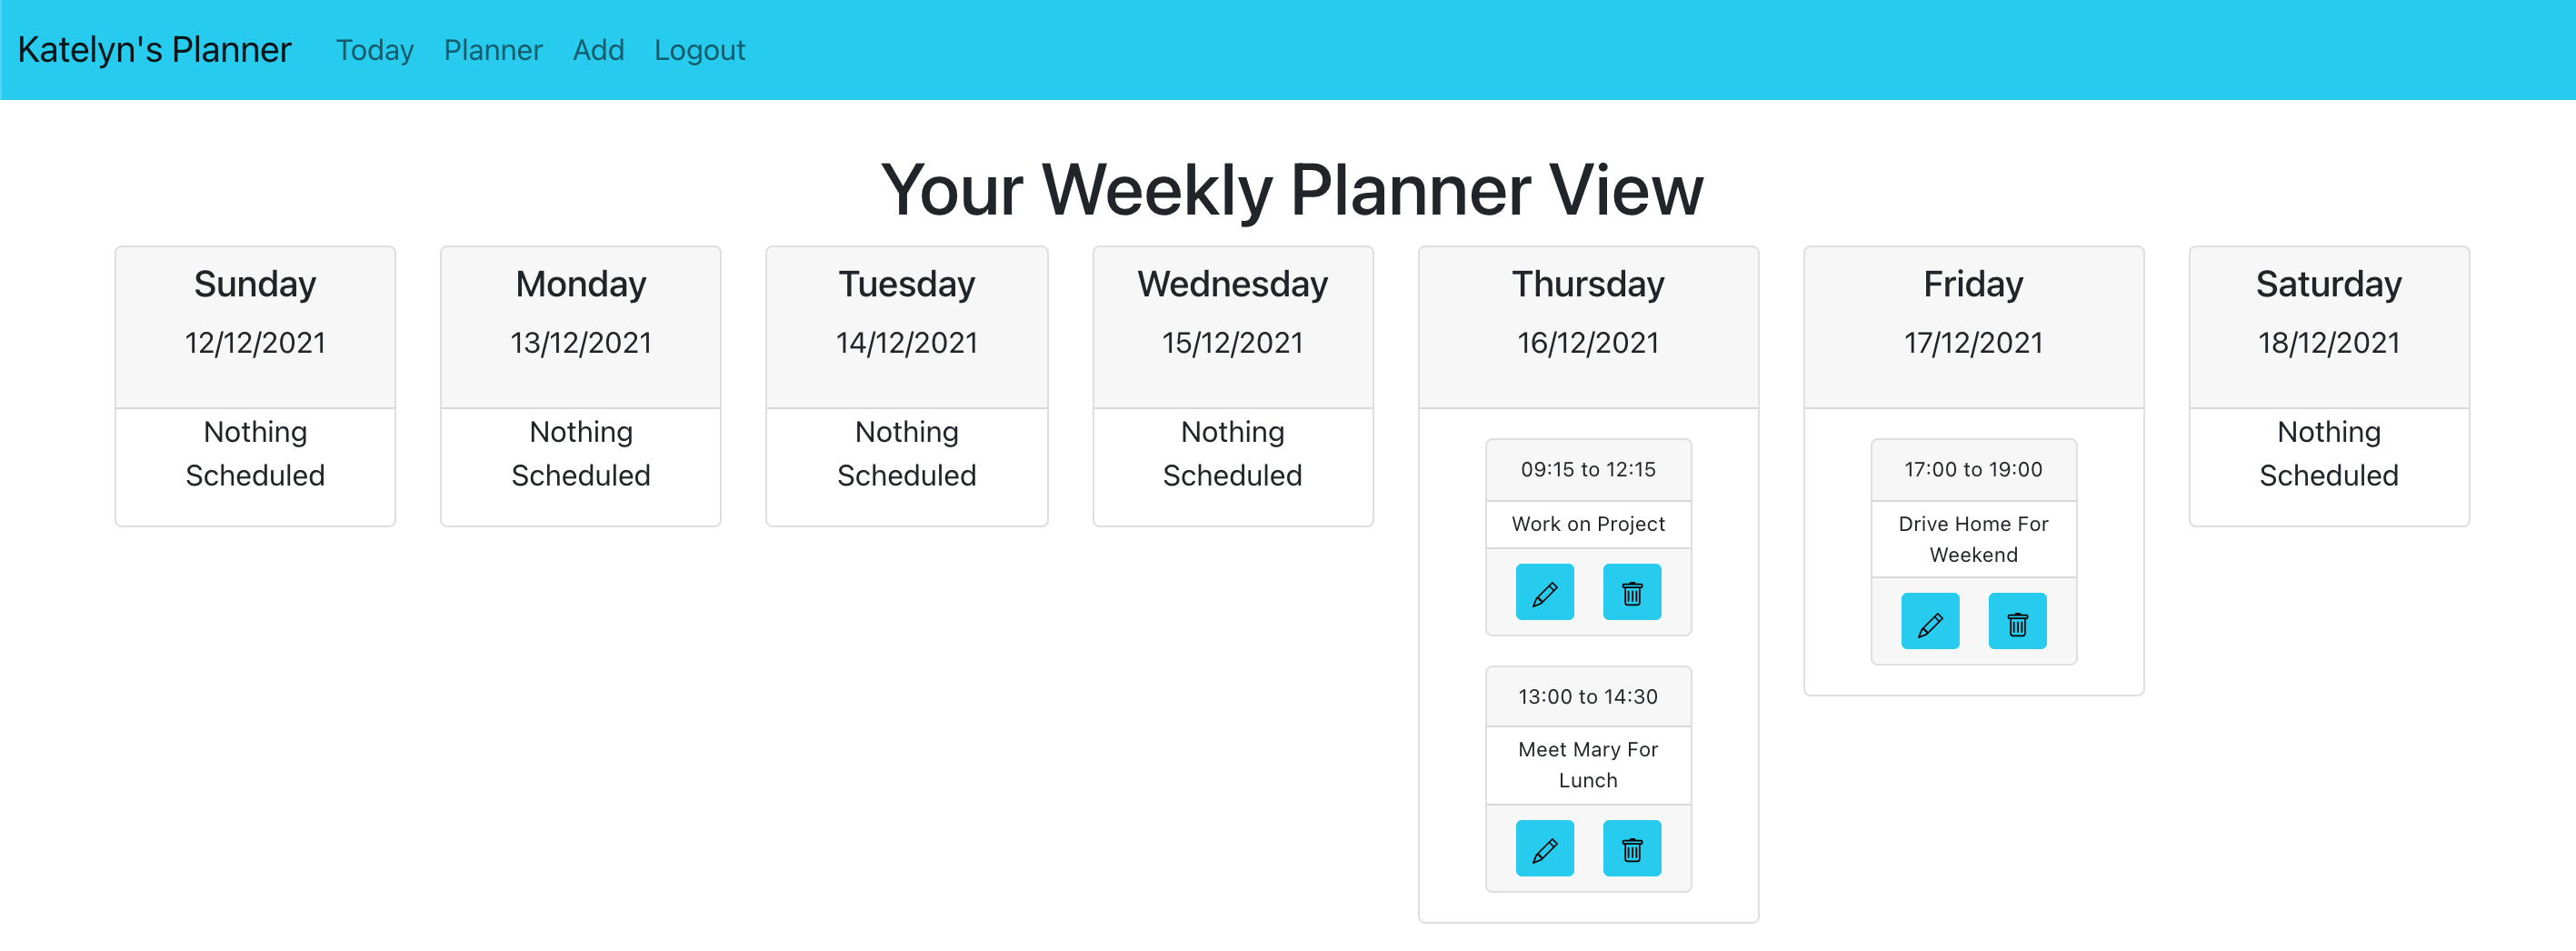 Katelyn's Planner Today Planner Add Logout
Your Weekly Planner View
Sunday
12/12/2021
Nothing
Scheduled
Monday
13/12/2021
Nothing
Scheduled
Tuesday
14/12/2021
Nothing
Scheduled
Wednesday
15/12/2021
Nothing
Scheduled
Thursday
16/12/2021
09:15 to 12:15
Work on Project
13:00 to 14:30
Meet Mary For
Lunch
Friday
17/12/2021
17:00 to 19:00
Drive Home For
Weekend
Saturday
18/12/2021
Nothing
Scheduled